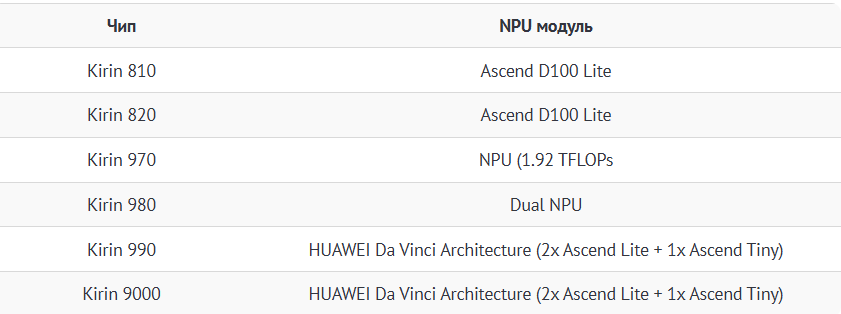 Чип NPU модуль
Kirin 810 Ascend D100 Lite
Kirin 820 Ascend D100 Lite
Kirin 970 NPU (1.92 TFLOPs
Kirin 980 Dual NPU
Kirin 990 HUAWEI Da Vinci Architecture (2x Ascend Lite + 1x Ascend Tiny)
Kirin 9000 HUAWEI Da Vinci Architecture (2x Ascend Lite + 1x Ascend Tiny)